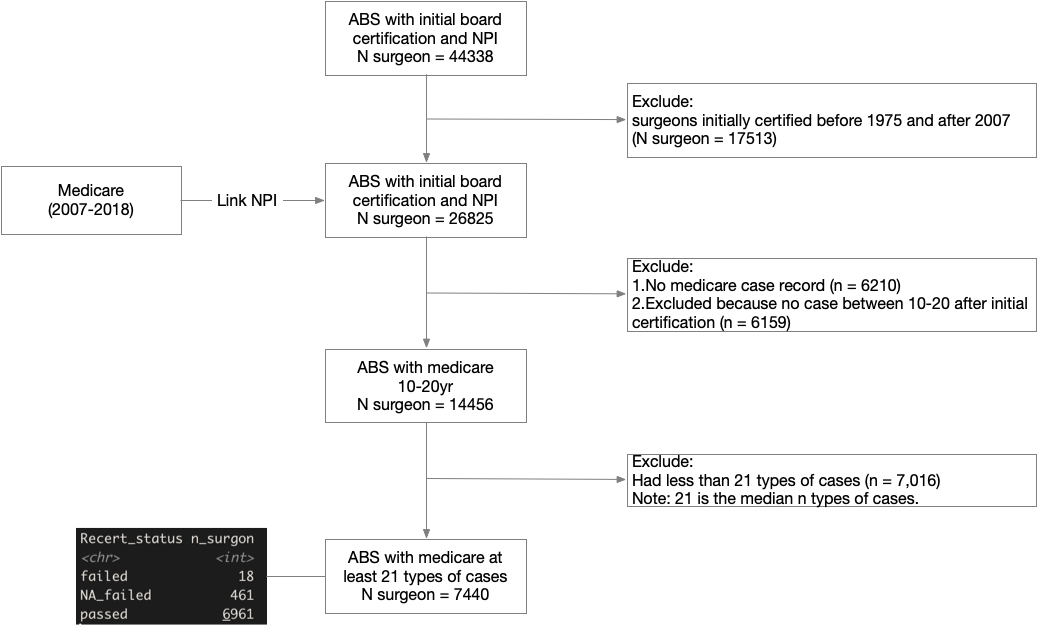 ABS with initial board
certification and NPI
N surgeon = 44338
Exclude:
surgeons initially certified before 1975 and after 2007
(N surgeon = 17513)
Medicare
(2007-2018)
Link NPI
ABS with initial board
certification and NPI
N surgeon = 26825
Exclude:
1.No medicare case record (n = 6210)
2.Excluded because no case between 10-20 after initial
certification (n = 6159)
ABS with medicare
10-20yr
N surgeon = 14456
Exclude:
Had less than 21 types of cases (n = 7,016)
Note: 21 is the median n types of cases.
Recert_status n_surgon
<chr> <int>
failed 18
NA_failed 461
passed 6961
ABS with medicare at
least 21 types of cases
N surgeon = 7440